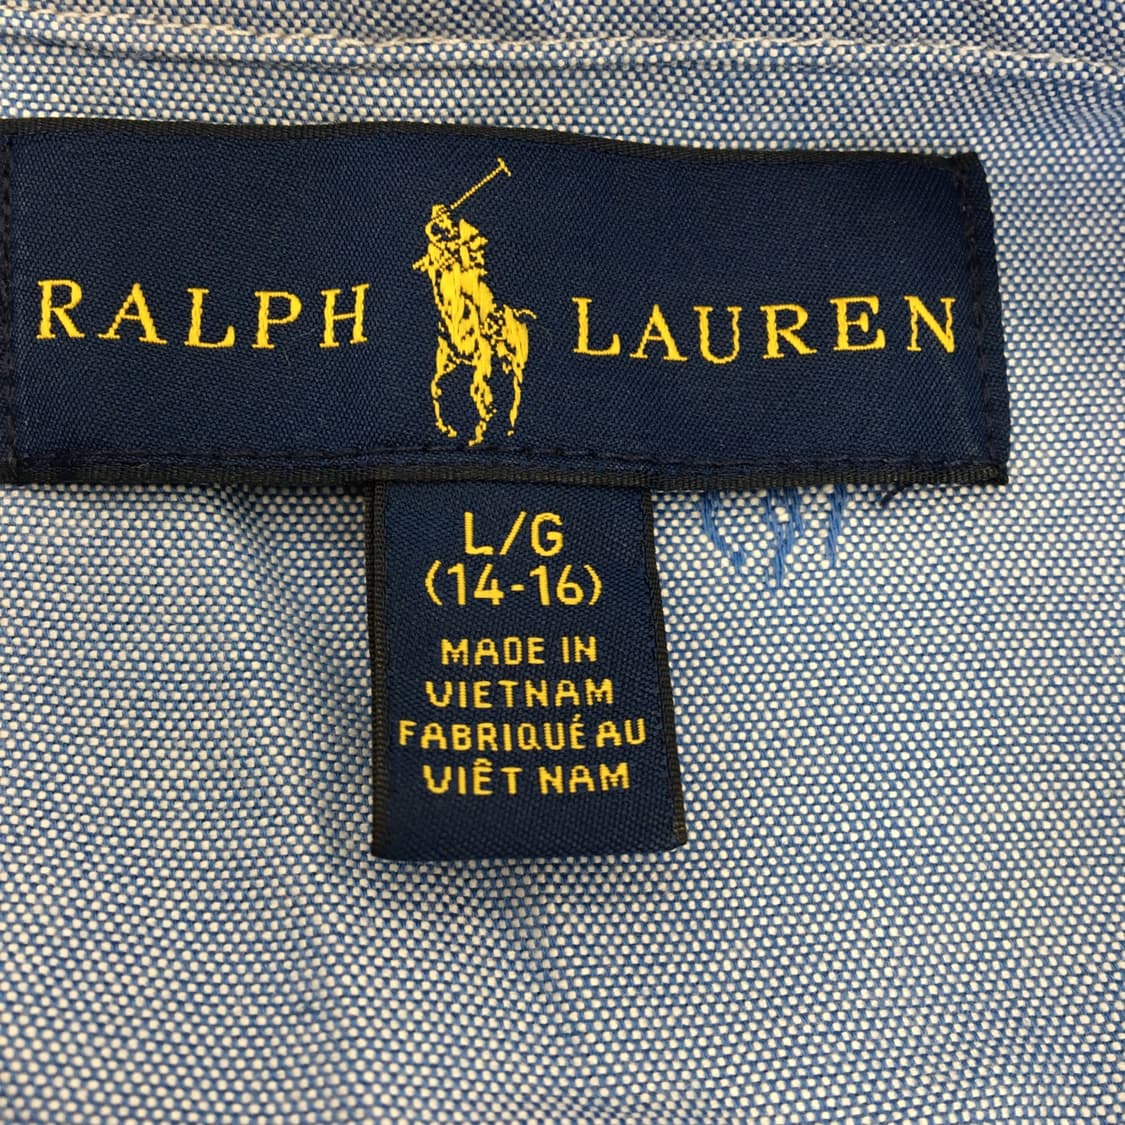 RALPH LAUREN
L/G
(14-16)
MADE IN
VIETNAM
FABRIQUÉ AU
VIÊT NAM